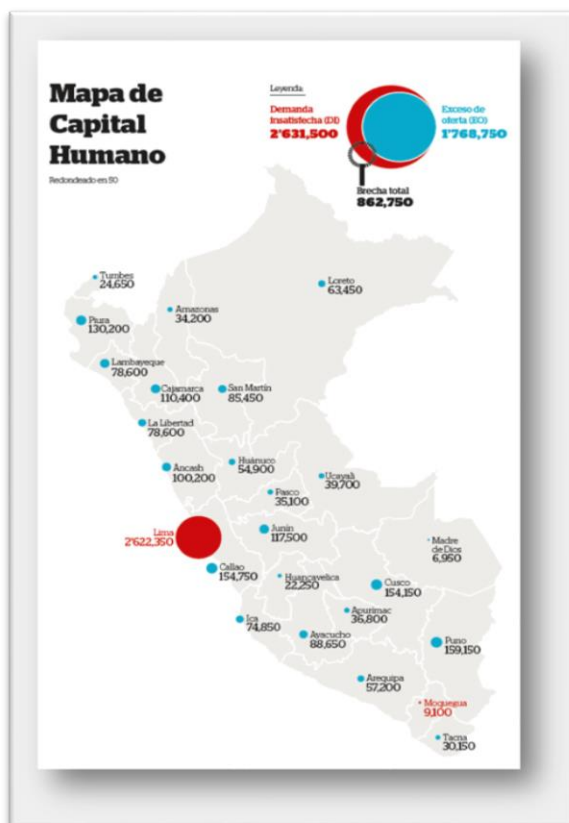 Mapa de
Capital
Humano
Redondeado en 50
Leyenda:
Demanda
insatisfecha (DI)
2'631,500
Exceso de
oferta (EO)
1'768,750
Brecha total
862,750
Tumbes
24,650
Loreto
63,450
Amazonas
34,200
Piura
130,200
Lambayeque
78,600
Cajamarca
110,400
San Martín
85,450
La Libertad
78,600
Huánuco
54,900
Áncash
100,200
Ucayali
39,700
Pasco
35,100
Lima
2'622,350
Junín
117,500
Madre
de Dios
6,950
Callao
154,750
Huancavelica
22,250
Cusco
154,150
Apurímac
36,800
Ica
74,850
Ayacucho
88,650
Puno
159,150
Arequipa
57,200
Moquegua
9,100
Tacna
30,150